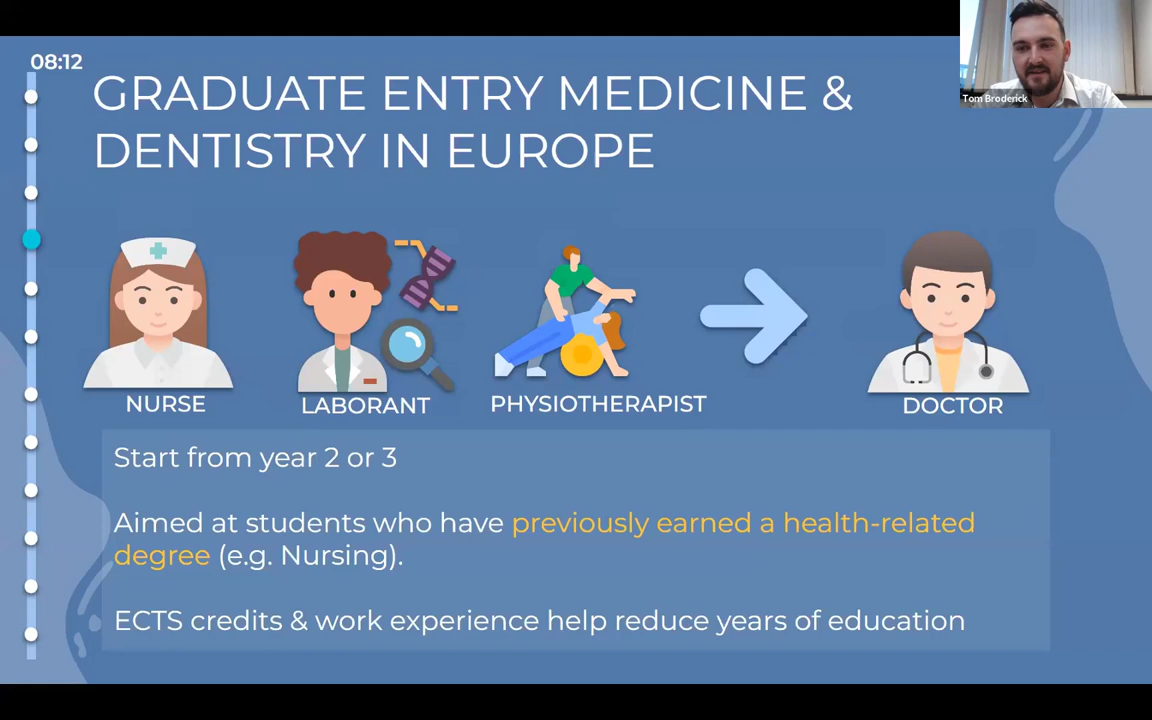 08:12
GRADUATE ENTRY MEDICINE &
DENTISTRY IN EUROPE
Tom Broderick
NURSE
LABORANT
PHYSIOTHERAPIST
DOCTOR
Start from year 2 or 3
Aimed at students who have previously earned a health-related
degree (e.g. Nursing).
ECTS credits & work experience help reduce years of education